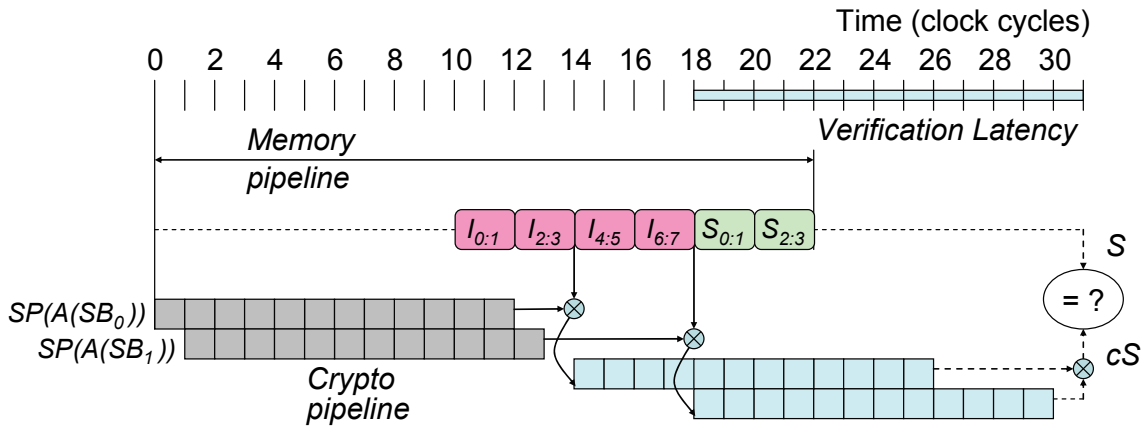 Time (clock cycles)
0 2 4 6 8 10 12 14 16 18 20 22 24 26 28 30
Memory
pipeline
Verification Latency
I0:1 I2:3 I4:5 I6:7 S0:1 S2:3
S
SP(A(SB0))
= ?
SP(A(SB1))
cS
Crypto
pipeline